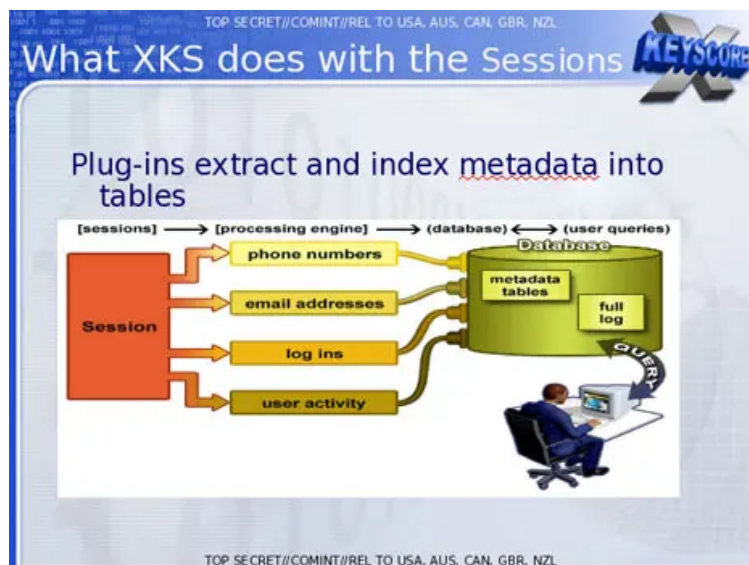 TOP SECRET//COMINT//REL TO USA, AUS, CAN, GBR, NZL
What XKS does with the Sessions
X
KEYSCORE
Plug-ins extract and index metadata into
tables
[sessions] → [processing engine] → (database) ↔ (user queries)
Database
phone numbers
metadata
tables
email addresses
full
log
Session
log ins
QUERY
user activity
TOP SECRET//COMINT//REL TO USA, AUS, CAN, GBR, NZL